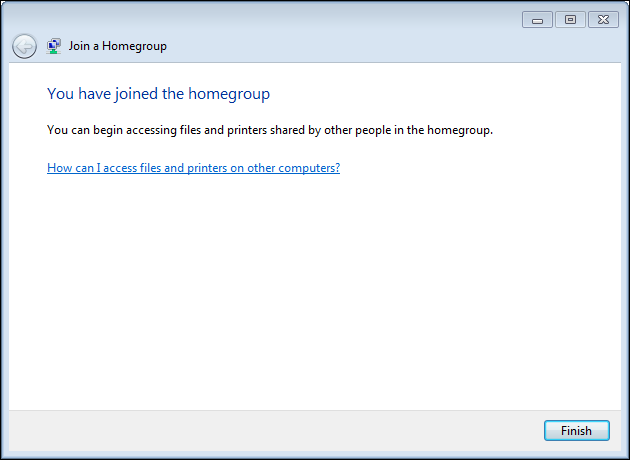 Join a Homegroup
You have joined the homegroup
You can begin accessing files and printers shared by other people in the homegroup.
How can I access files and printers on other computers?
Finish